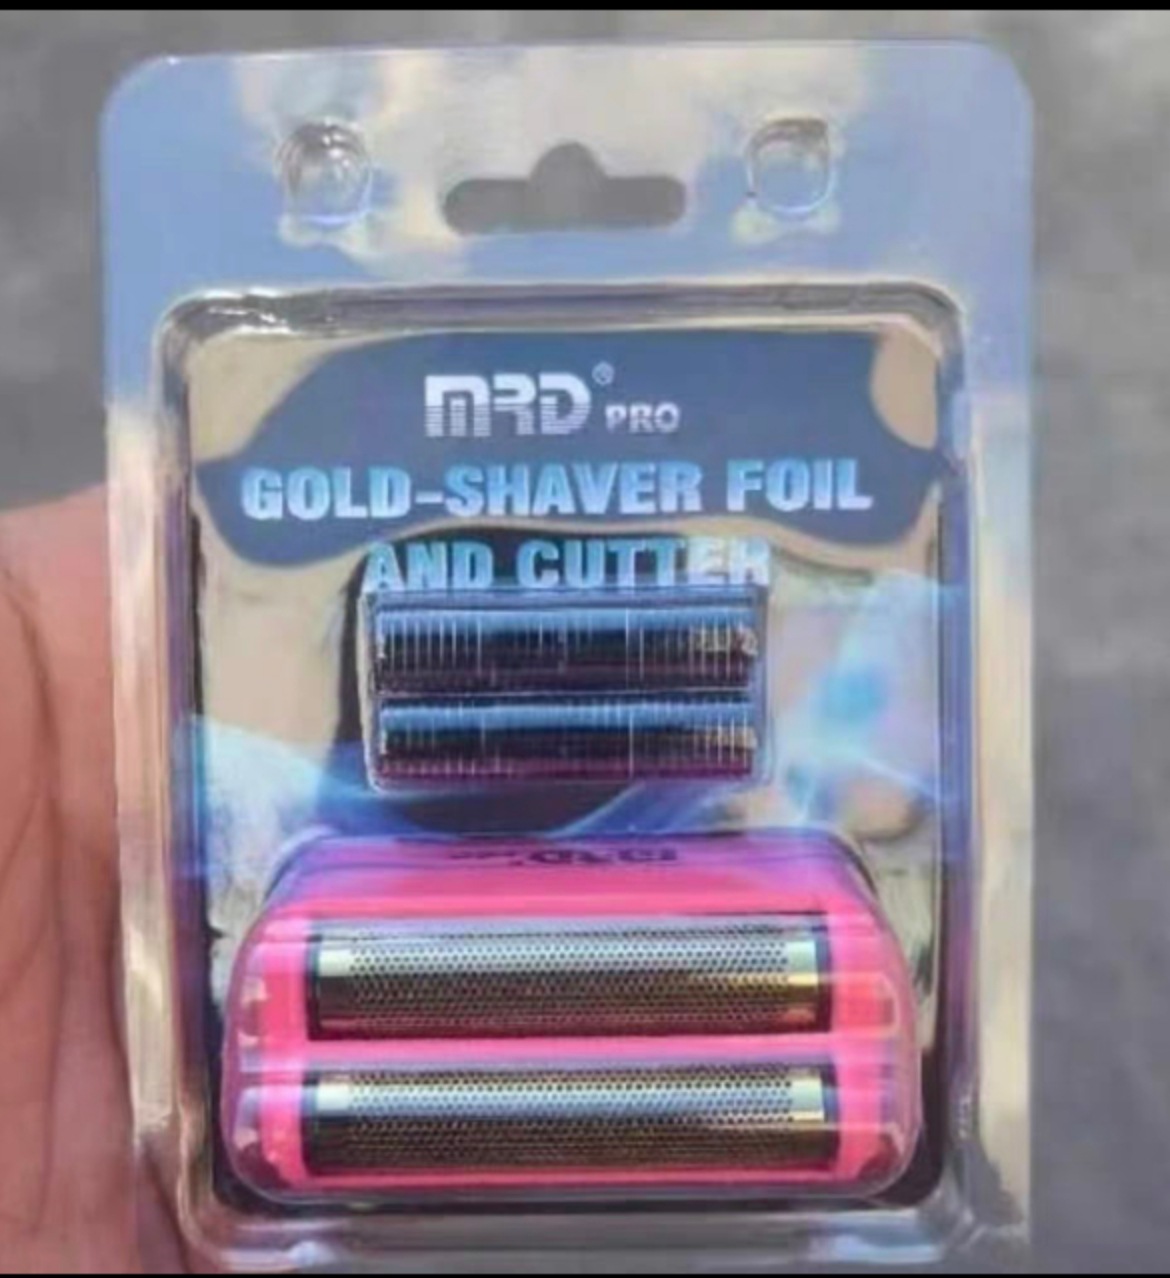 MRD® PRO
GOLD-SHAVER FOIL
AND CUTTER